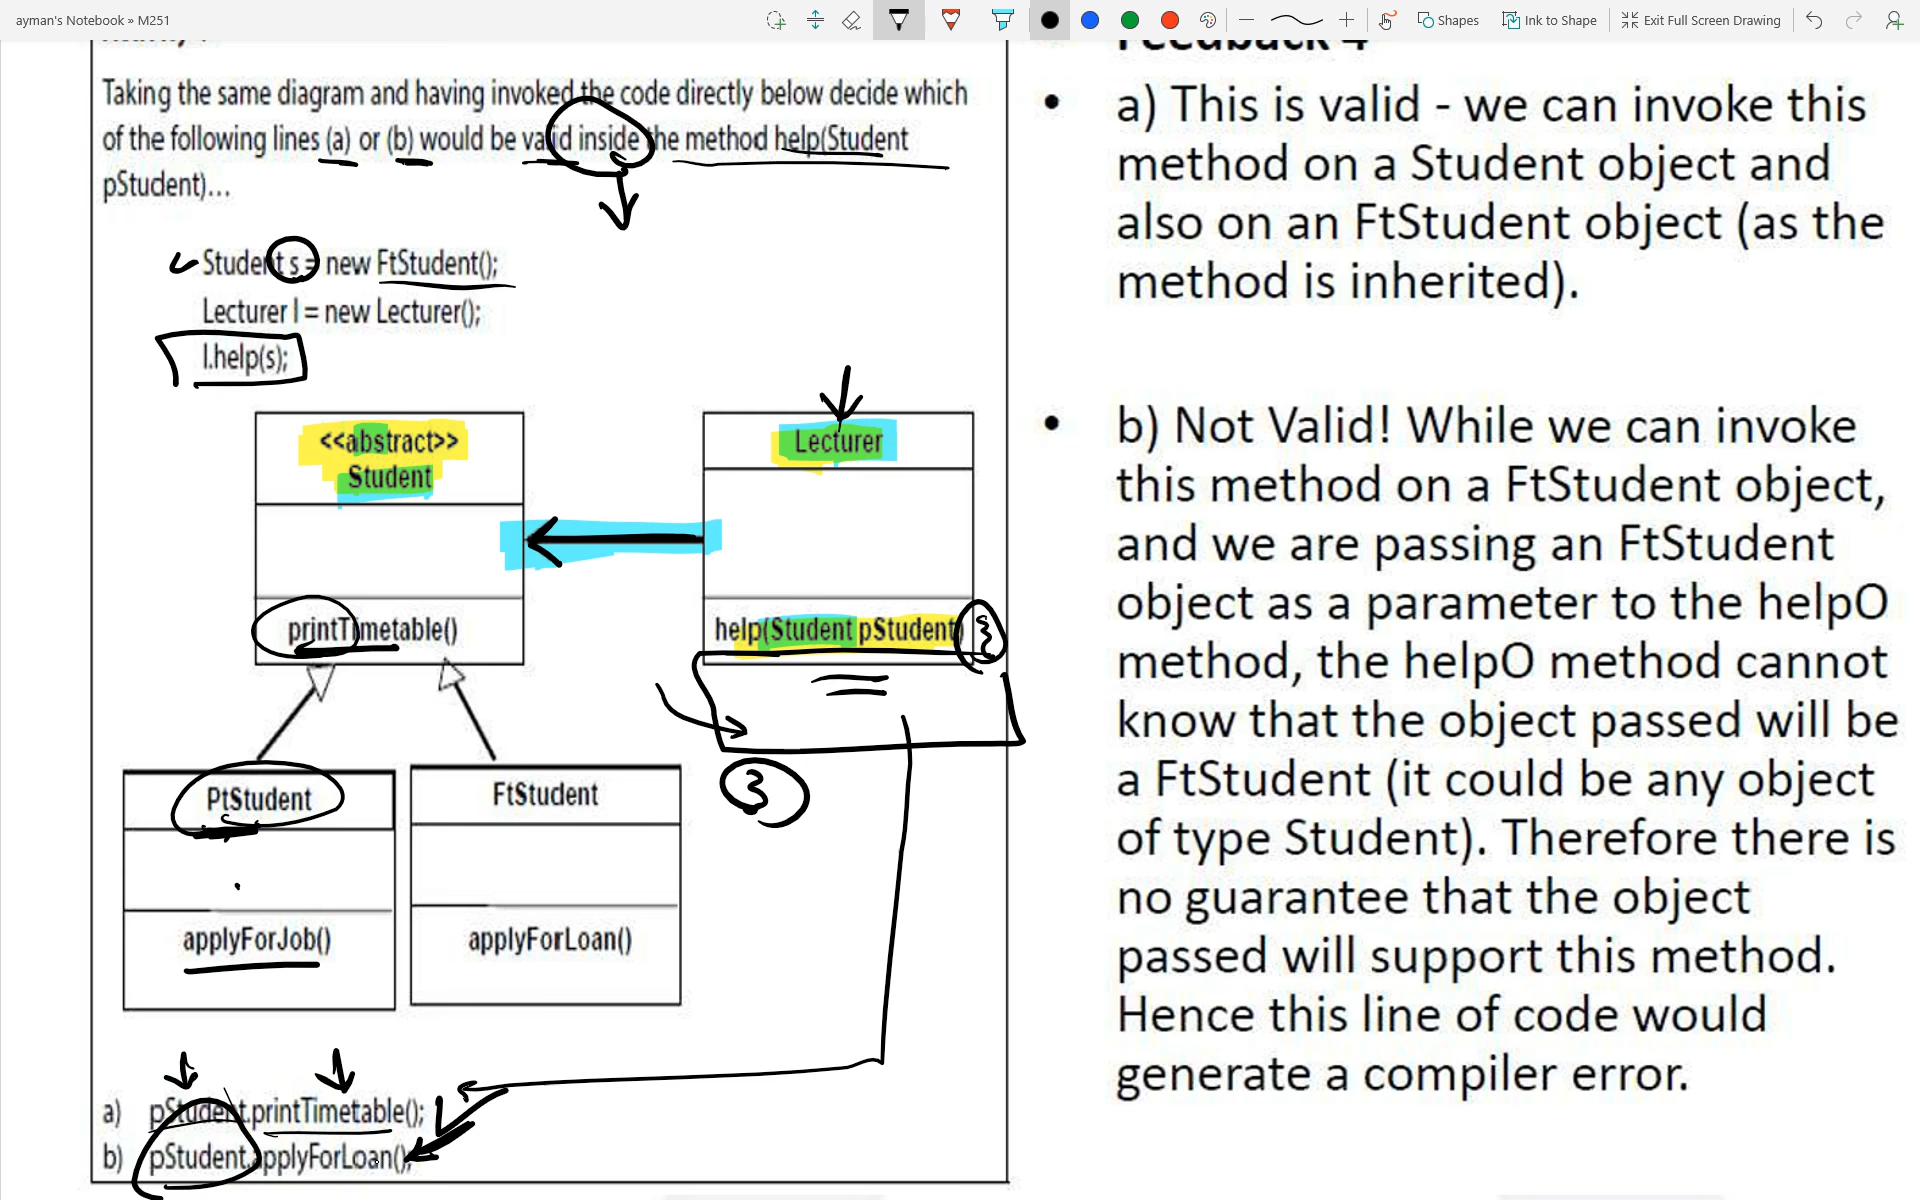 ayman's Notebook » M251
Shapes
Ink to Shape
Exit Full Screen Drawing
Taking the same diagram and having invoked the code directly below decide which
of the following lines (a) or (b) would be valid inside the method help(Student
pStudent)...
Student s = new FtStudent();
Lecturer l = new Lecturer();
l.help(s);
<<abstract>>
Student
printTimetable()
Lecturer
help(Student pStudent)
PtStudent
applyForJob()
FtStudent
applyForLoan()
a) pStudent.printTimetable();
b) pStudent.applyForLoan();
Feedback 4
• a) This is valid - we can invoke this
method on a Student object and
also on an FtStudent object (as the
method is inherited).
• b) Not Valid! While we can invoke
this method on a FtStudent object,
and we are passing an FtStudent
object as a parameter to the helpO
method, the helpO method cannot
know that the object passed will be
a FtStudent (it could be any object
of type Student). Therefore there is
no guarantee that the object
passed will support this method.
Hence this line of code would
generate a compiler error.